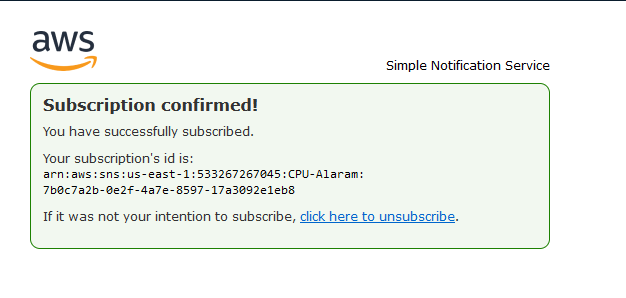 aws
Simple Notification Service
Subscription confirmed!
You have successfully subscribed.
Your subscription's id is:
arn:aws:sns:us-east-1:533267267045:CPU-Alaram:
7b0c7a2b-0e2f-4a7e-8597-17a3092e1eb8
If it was not your intention to subscribe, click here to unsubscribe.